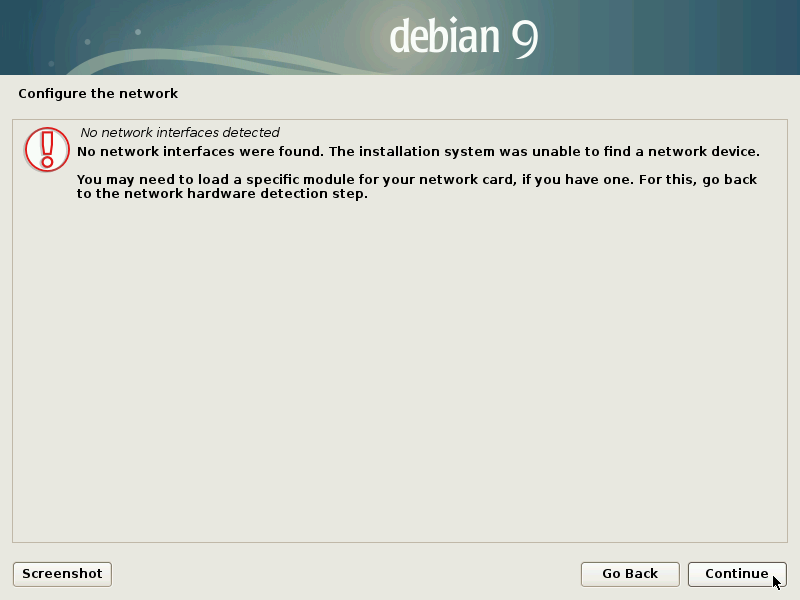 debian 9
Configure the network
No network interfaces detected
No network interfaces were found. The installation system was unable to find a network device.
You may need to load a specific module for your network card, if you have one. For this, go back
to the network hardware detection step.
Screenshot
Go Back
Continue